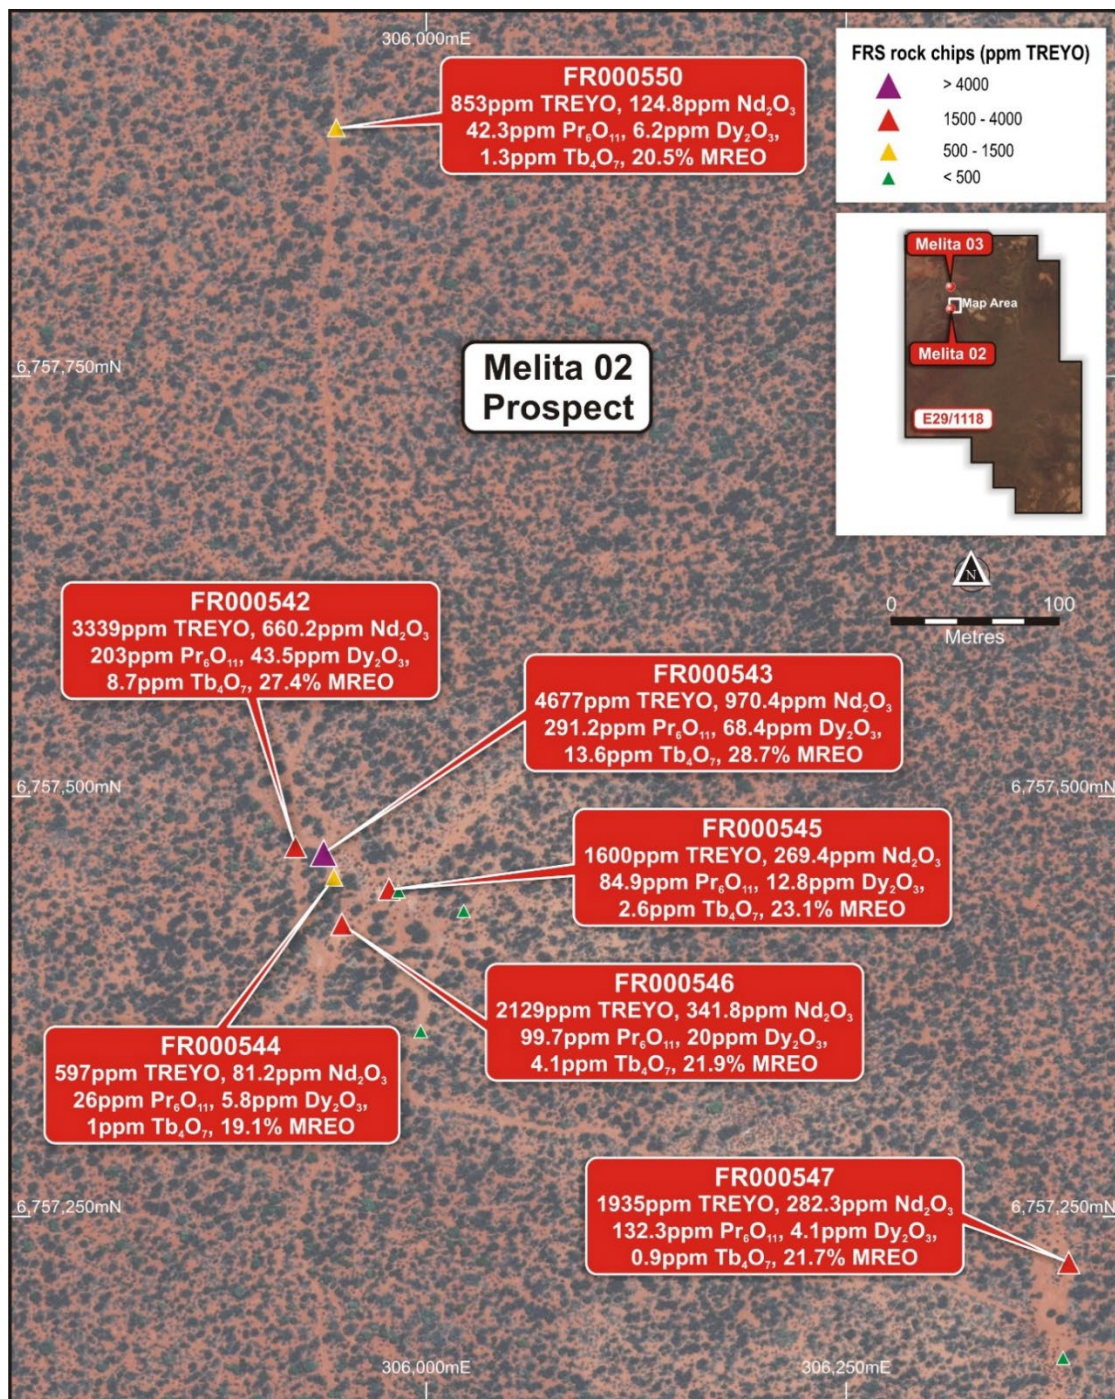 306,000mE
FRS rock chips (ppm TREYO)
> 4000
1500 - 4000
500 - 1500
< 500
FR000550
853ppm TREYO, 124.8ppm Nd₂O₃
42.3ppm Pr₆O₁₁, 6.2ppm Dy₂O₃,
1.3ppm Tb₄O₇, 20.5% MREO
Melita 03
Map Area
Melita 02
E29/1118
6,757,750mN
Melita 02
Prospect
N
0 100
Metres
FR000542
3339ppm TREYO, 660.2ppm Nd₂O₃
203ppm Pr₆O₁₁, 43.5ppm Dy₂O₃,
8.7ppm Tb₄O₇, 27.4% MREO
FR000543
4677ppm TREYO, 970.4ppm Nd₂O₃
291.2ppm Pr₆O₁₁, 68.4ppm Dy₂O₃,
13.6ppm Tb₄O₇, 28.7% MREO
6,757,500mN
6,757,500mN
FR000545
1600ppm TREYO, 269.4ppm Nd₂O₃
84.9ppm Pr₆O₁₁, 12.8ppm Dy₂O₃,
2.6ppm Tb₄O₇, 23.1% MREO
FR000546
2129ppm TREYO, 341.8ppm Nd₂O₃
99.7ppm Pr₆O₁₁, 20ppm Dy₂O₃,
4.1ppm Tb₄O₇, 21.9% MREO
FR000544
597ppm TREYO, 81.2ppm Nd₂O₃
26ppm Pr₆O₁₁, 5.8ppm Dy₂O₃,
1ppm Tb₄O₇, 19.1% MREO
FR000547
1935ppm TREYO, 282.3ppm Nd₂O₃
132.3ppm Pr₆O₁₁, 4.1ppm Dy₂O₃,
0.9ppm Tb₄O₇, 21.7% MREO
6,757,250mN
6,757,250mN
306,000mE
306,250mE